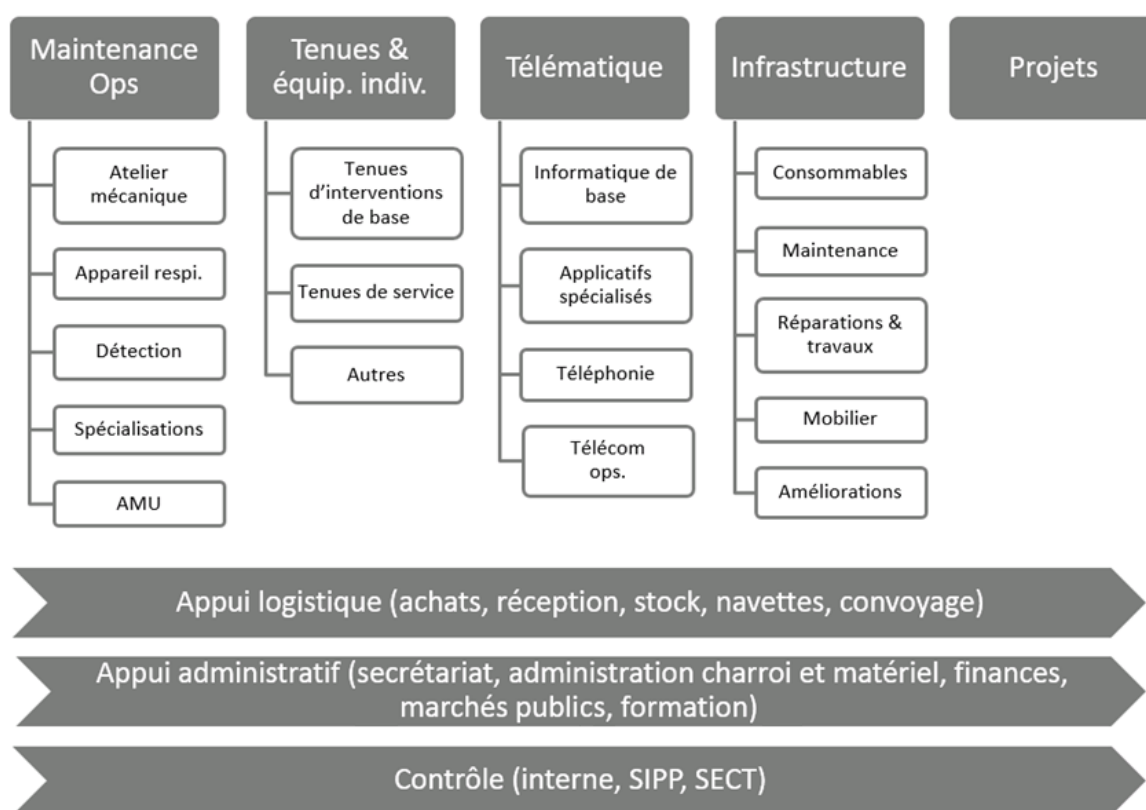 Maintenance
Ops
Tenues &
équip. indiv.
Télématique
Infrastructure
Projets
Atelier
mécanique
Appareil respi.
Détection
Spécialisations
AMU
Tenues
d'interventions
de base
Tenues de service
Autres
Informatique de
base
Applicatifs
spécialisés
Téléphonie
Télécom
ops.
Consommables
Maintenance
Réparations &
travaux
Mobilier
Améliorations
Appui logistique (achats, réception, stock, navettes, convoyage)
Appui administratif (secrétariat, administration charroi et matériel, finances,
marchés publics, formation)
Contrôle (interne, SIPP, SECT)